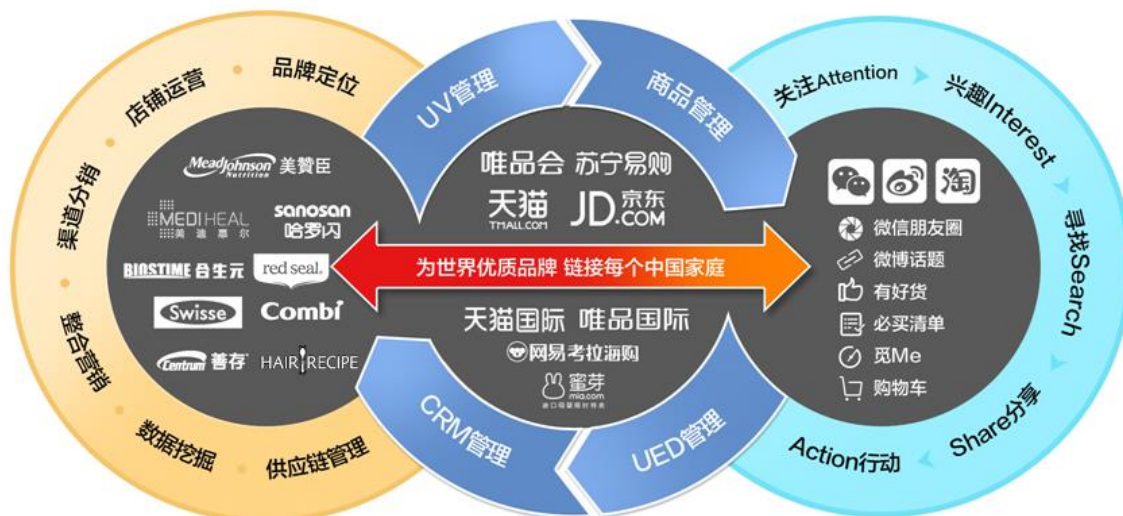 品牌定位
店铺运营
渠道分销
整合营销
数据挖掘
供应链管理
MeadJohnson
Nutrition
美赞臣
MEDIHEAL
美迪惠尔
sanosan
哈罗闪
BIOSTIME 合生元
red seal
Swisse
Combi
Centrum 善存
HAIR RECIPE
UV管理
商品管理
唯品会 苏宁易购
天猫
TMALL.COM
JD.京东
.COM
为世界优质品牌 链接每个中国家庭
天猫国际 唯品国际
网易考拉海购
蜜芽
mia.com
进口母婴限时特卖
CRM管理
UED管理
关注Attention
兴趣Interest
寻找Search
Share分享
Action行动
淘
微信朋友圈
微博话题
有好货
必买清单
觅Me
购物车